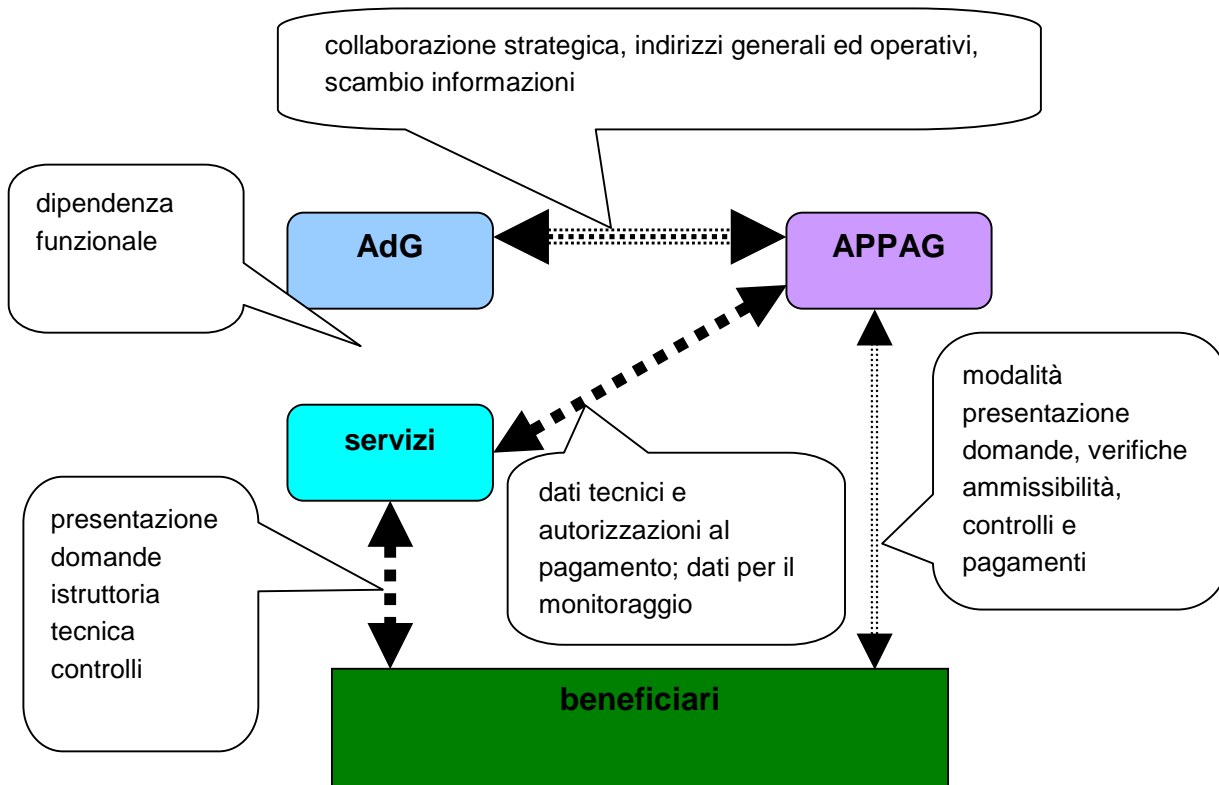 collaborazione strategica, indirizzi generali ed operativi,
scambio informazioni
dipendenza
funzionale
AdG
APPAG
servizi
modalità
presentazione
domande, verifiche
ammissibilità,
controlli e
pagamenti
dati tecnici e
autorizzazioni al
pagamento; dati per il
monitoraggio
presentazione
domande
istruttoria
tecnica
controlli
beneficiari